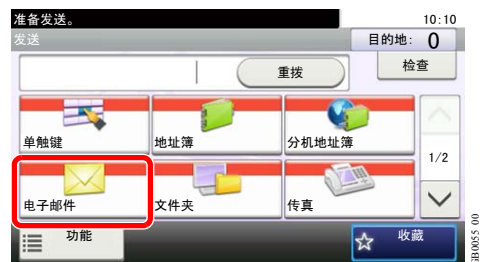 准备发送。 10:10
发送 目的地: 0
重拨 检查
单触键 地址簿 分机地址簿
1/2
电子邮件 文件夹 传真
功能 收藏
GB0055_00